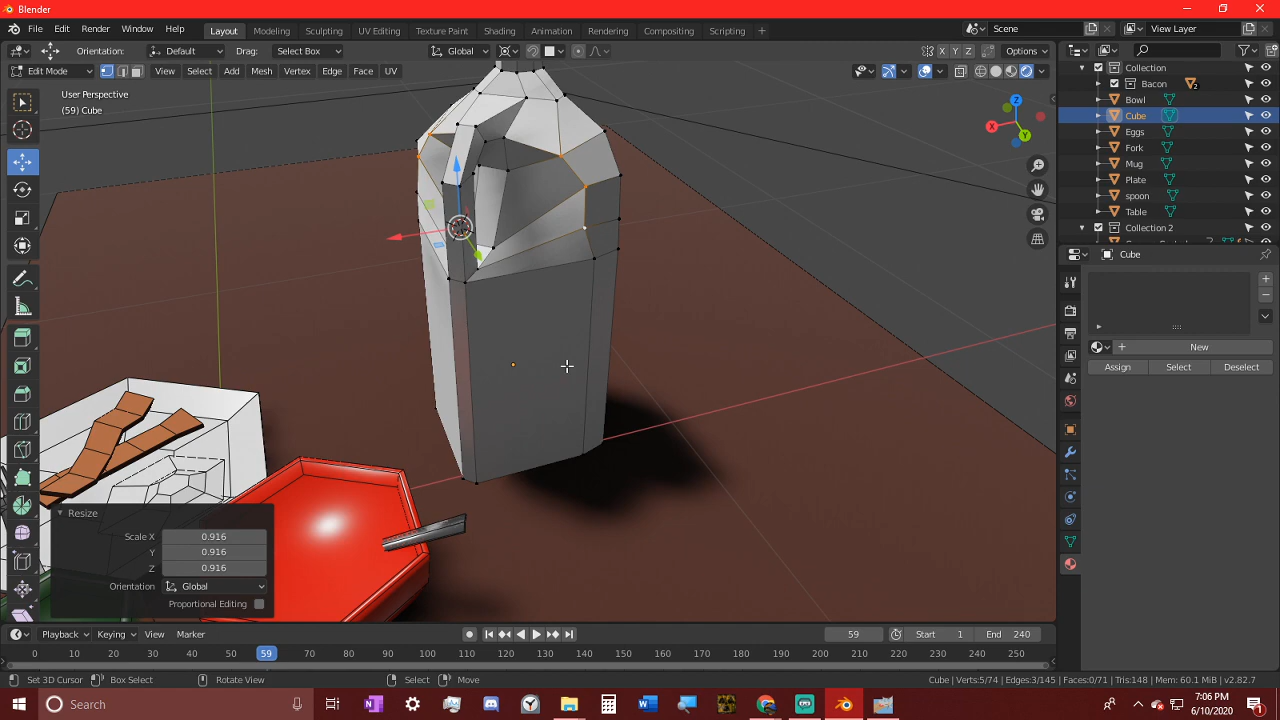 Blender
File Edit Render Window Help Layout Modeling Sculpting UV Editing Texture Paint Shading Animation Rendering Compositing Scripting + Scene View Layer
Orientation: Default Drag: Select Box Global X Y Z Options
Edit Mode View Select Add Mesh Vertex Edge Face UV
User Perspective
(59) Cube
Z
X
Y
Collection
Bacon 2
Bowl
Cube
Eggs
Fork
Mug
Plate
spoon
Table
Collection 2
Cube
New
Assign Select Deselect
Resize
Scale X 0.916
Y 0.916
Z 0.916
Orientation Global
Proportional Editing
Playback Keying View Marker 59 Start 1 End 240
0 10 20 30 40 50 59 70 80 90 100 110 120 130 140 150 160 170 180 190 200 210 220 230 240 250
Set 3D Cursor Box Select Rotate View Select Move Cube | Verts:5/74 | Edges:3/145 | Faces:0/71 | Tris:148 | Mem: 60.1 MiB | v2.82.7
Search
7:06 PM
6/10/2020